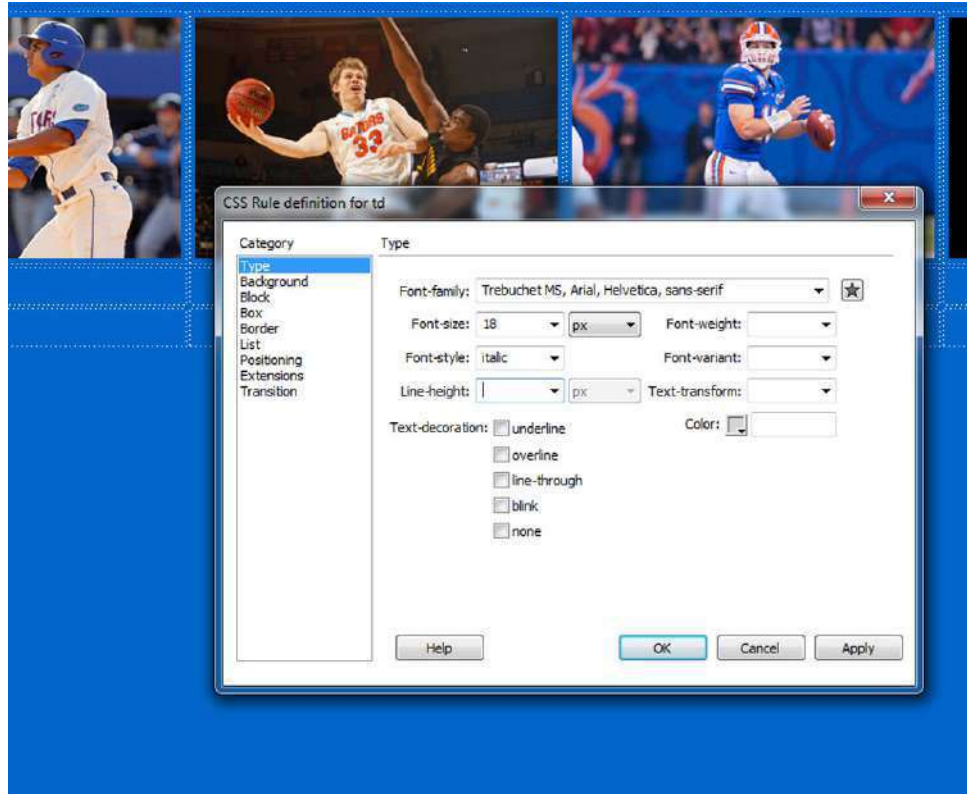 GATORS
33
CSS Rule definition for td
Category
Type
Type
Background
Block
Box
Border
List
Positioning
Extensions
Transition
Font-family: Trebuchet MS, Arial, Helvetica, sans-serif
Font-size: 18 px Font-weight:
Font-style: italic Font-variant:
Line-height: px Text-transform:
Text-decoration: underline Color:
overline
line-through
blink
none
Help
OK
Cancel
Apply